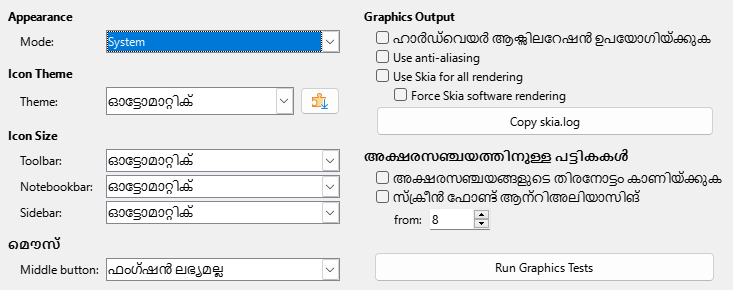 Appearance
Mode: System
Icon Theme
Theme: ഓട്ടോമാറ്റിക്
Icon Size
Toolbar: ഓട്ടോമാറ്റിക്
Notebookbar: ഓട്ടോമാറ്റിക്
Sidebar: ഓട്ടോമാറ്റിക്
മൌസ്
Middle button: ഫംഗ്ഷന്‍ ലഭ്യമല്ല
Graphics Output
ഹാര്‍ഡ്‌വെയര്‍ ആക്സിലറേഷന്‍ ഉപയോഗിയ്ക്കുക
Use anti-aliasing
Use Skia for all rendering
Force Skia software rendering
Copy skia.log
അക്ഷരസഞ്ചയത്തിനുള്ള പട്ടികകള്‍
അക്ഷരസഞ്ചയങ്ങളുടെ തിരനോട്ടം കാണിയ്ക്കുക
സ്ക്രീന്‍ ഫോണ്ട് ആന്‍റിഅലിയാസിങ്
from: 8
Run Graphics Tests